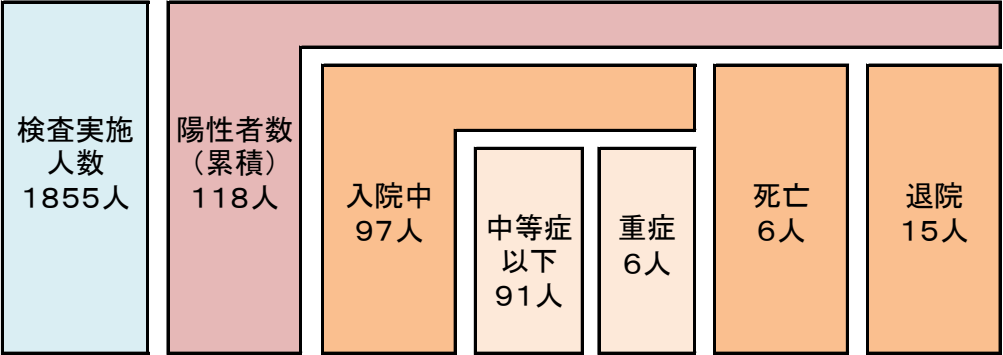 検査実施
人数
１８５５人
陽性者数
（累積）
１１８人
入院中
９７人
中等症
以下
９１人
重症
６人
死亡
６人
退院
１５人